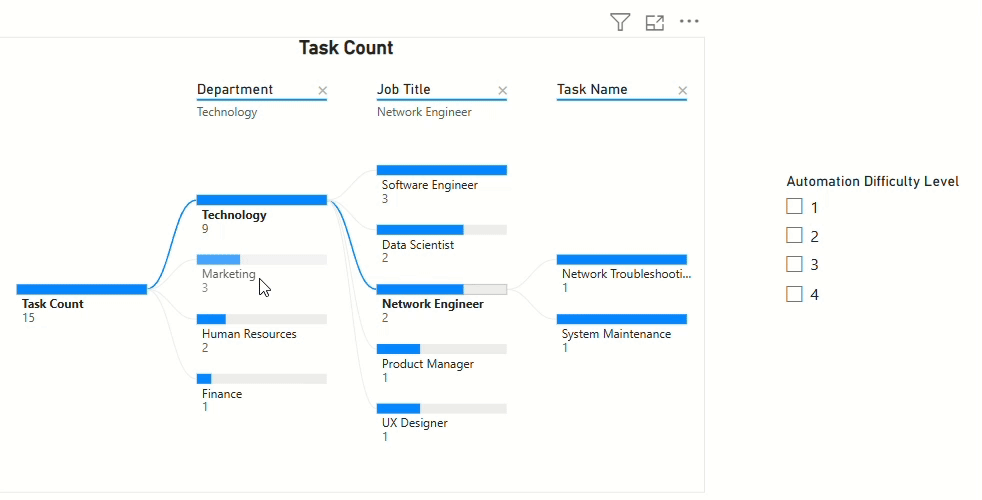 Task Count
Department
Job Title
Task Name
Technology
Network Engineer
Software Engineer
3
Technology
9
Data Scientist
2
Marketing
3
Network Troubleshooti...
1
Task Count
15
Network Engineer
2
Human Resources
2
System Maintenance
1
Product Manager
1
Finance
1
UX Designer
1
Automation Difficulty Level
1
2
3
4